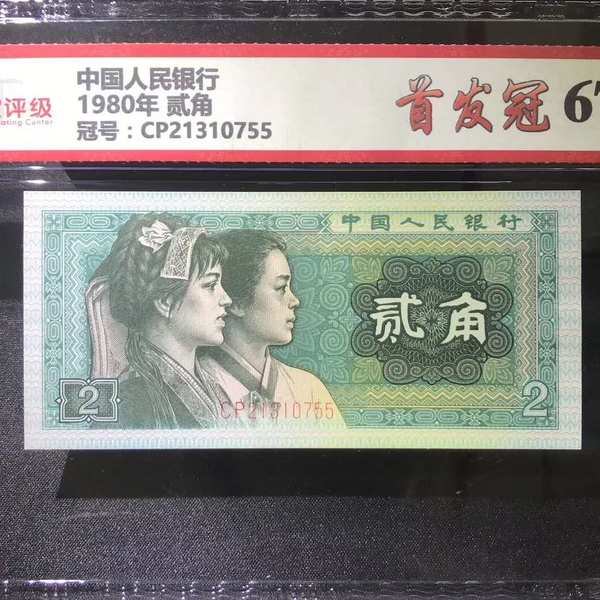 评级
ating Center
中国人民银行
1980年 贰角
冠号：CP21310755
首发冠 67
中国人民银行
贰角
CP21310755
2
2